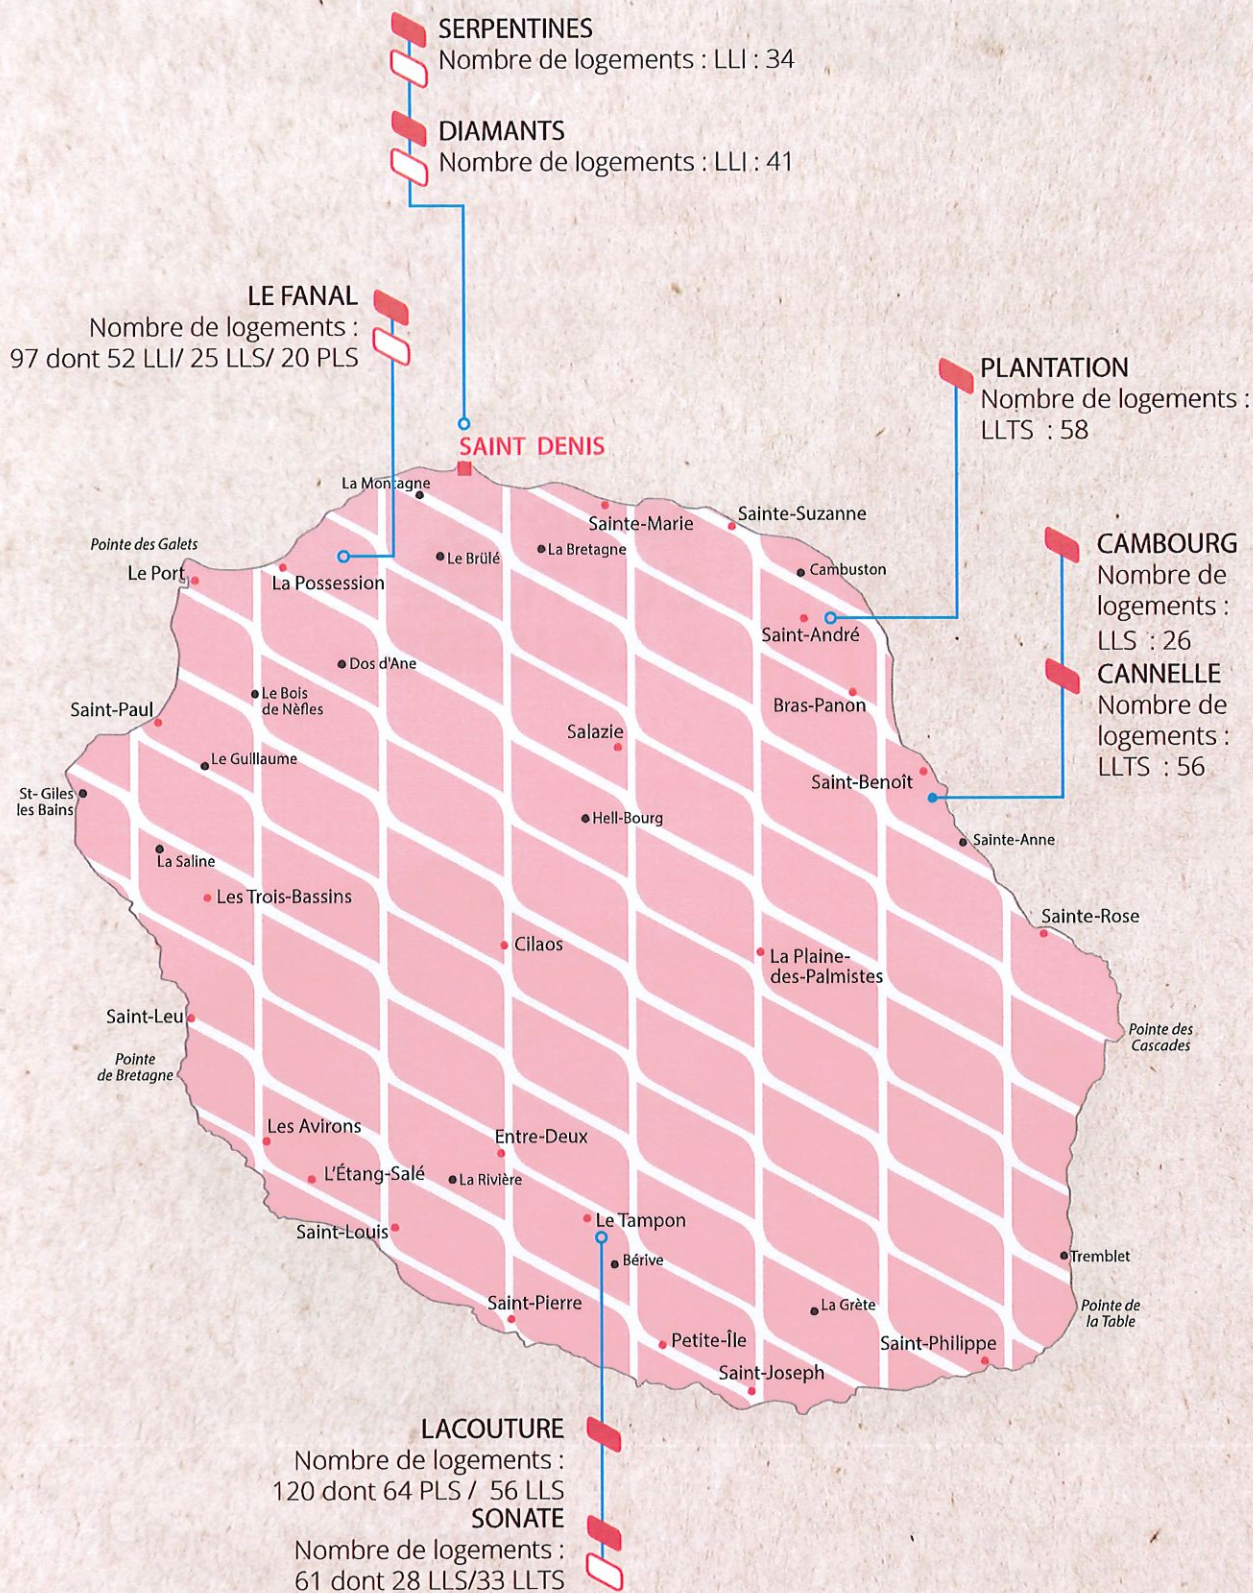 SERPENTINES
Nombre de logements : LLI : 34
DIAMANTS
Nombre de logements : LLI : 41
LE FANAL
Nombre de logements :
97 dont 52 LLI/ 25 LLS/ 20 PLS
PLANTATION
Nombre de logements :
LLTS : 58
SAINT DENIS
La Montagne
Sainte-Marie
Sainte-Suzanne
Pointe des Galets
Le Port
La Possession
Le Brûlé
La Bretagne
Cambuston
CAMBOURG
Nombre de
logements :
LLS : 26
Saint-André
CANNELLE
Nombre de
logements :
LLTS : 56
Dos d'Ane
Le Bois
de Nèfles
Bras-Panon
Saint-Paul
Salazie
Le Guillaume
Saint-Benoît
St- Giles
les Bains
Hell-Bourg
Sainte-Anne
La Saline
Les Trois-Bassins
Sainte-Rose
Cilaos
La Plaine-
des-Palmistes
Saint-Leu
Pointe des
Cascades
Pointe
de Bretagne
Les Avirons
Entre-Deux
L'Étang-Salé
La Rivière
Saint-Louis
Le Tampon
Bérive
Tremblet
Saint-Pierre
La Grète
Pointe de
la Table
Petite-Île
Saint-Philippe
Saint-Joseph
LACOUTURE
Nombre de logements :
120 dont 64 PLS / 56 LLS
SONATE
Nombre de logements :
61 dont 28 LLS/33 LLTS